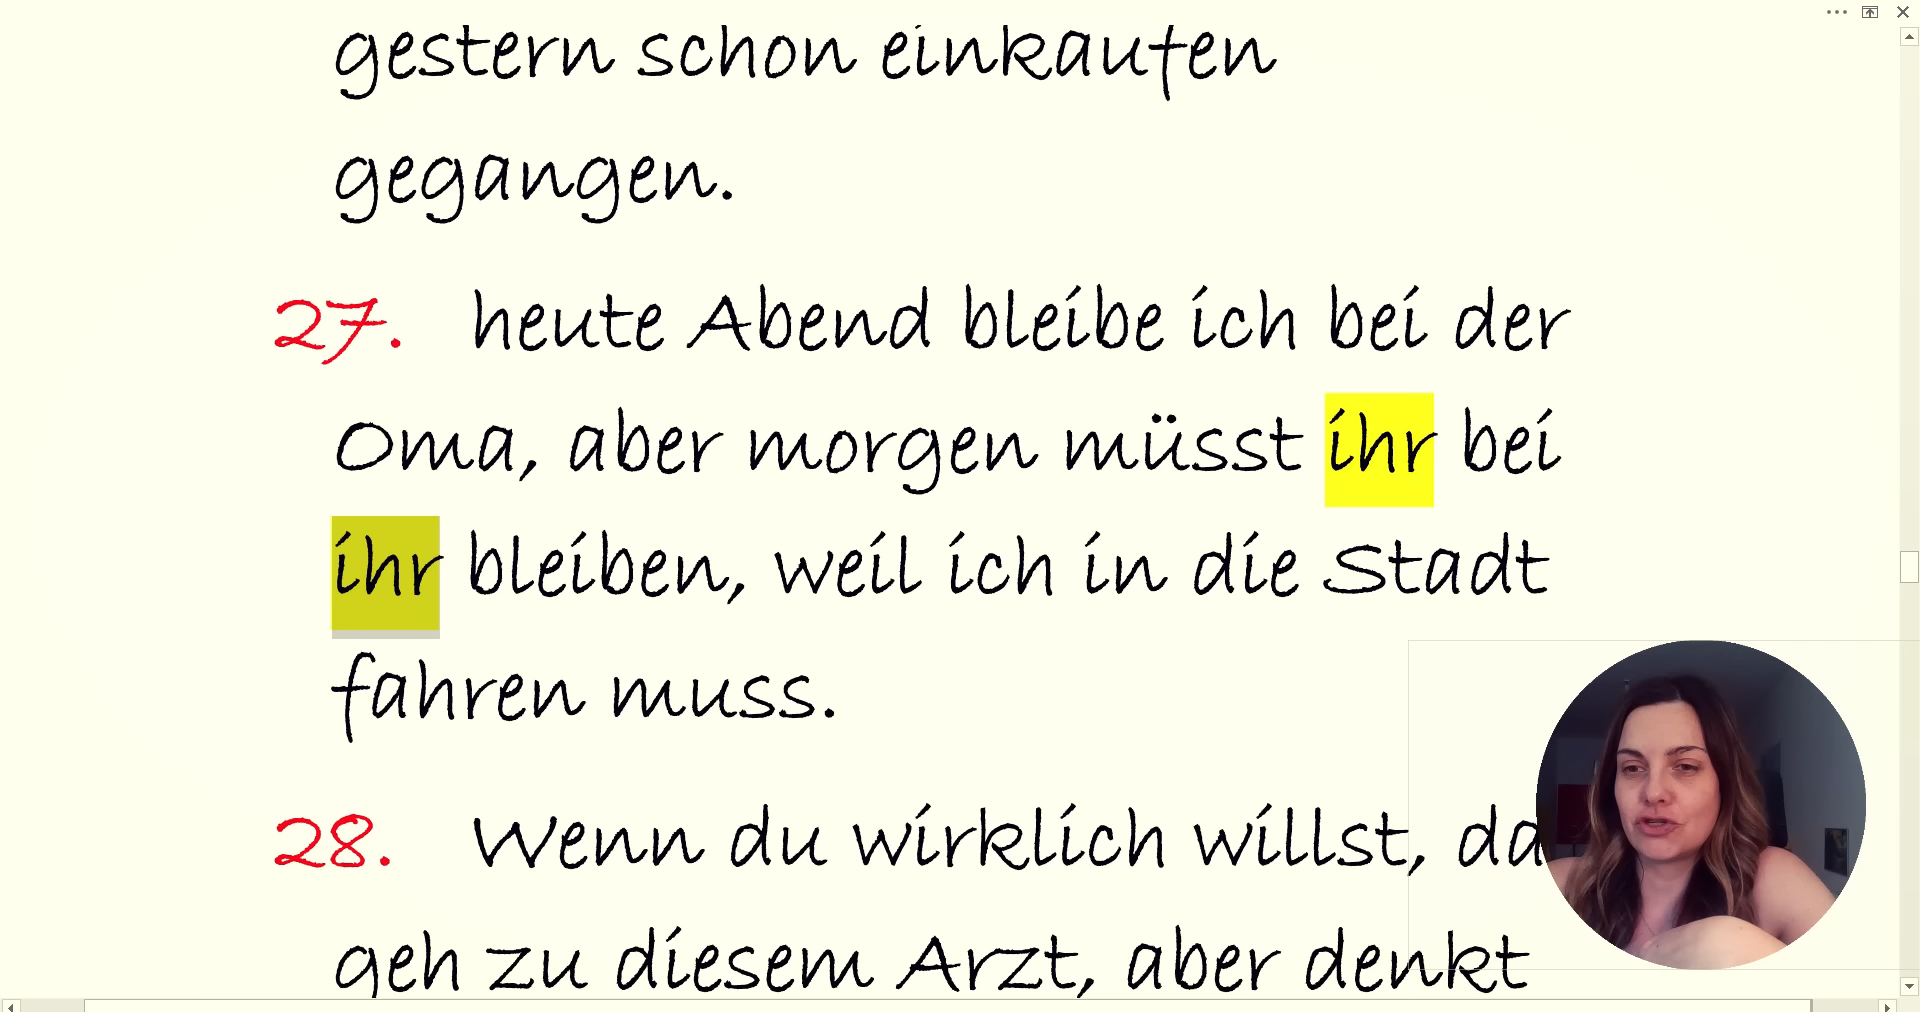 gestern schon einkaufen
gegangen.
27. heute Abend bleibe ich bei der
Oma, aber morgen müsst ihr bei
ihr bleiben, weil ich in die Stadt
fahren muss.
28. Wenn du wirklich willst,
geh zu diesem Arzt, aber denkt